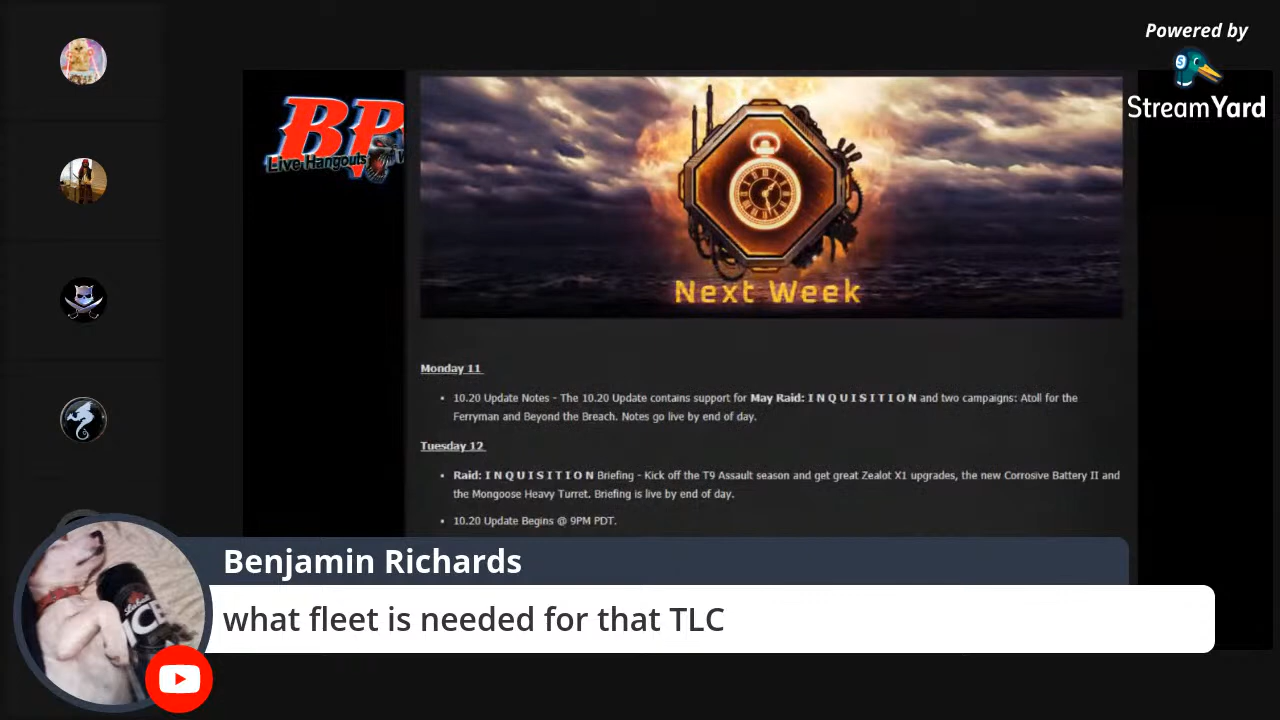 Powered by
StreamYard
BP
Live Hangouts
Next Week
Monday 11
10.20 Update Notes - The 10.20 Update contains support for May Raid: I N Q U I S I T I O N and two campaigns: Atoll for the
Ferryman and Beyond the Breach. Notes go live by end of day.
Tuesday 12
Raid: I N Q U I S I T I O N Briefing - Kick off the T9 Assault season and get great Zealot X1 upgrades, the new Corrosive Battery II and
the Mongoose Heavy Turret. Briefing is live by end of day.
10.20 Update Begins @ 9PM PDT.
Benjamin Richards
what fleet is needed for that TLC
ICE